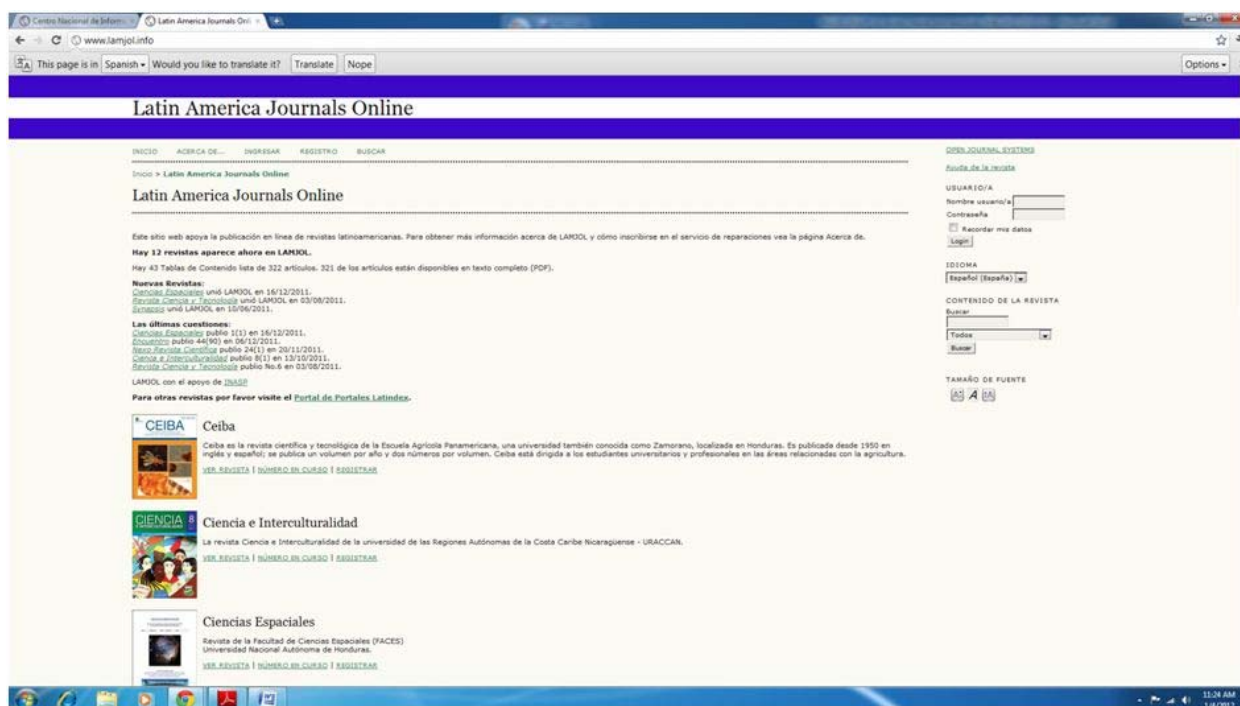 Centro Nacional de Inform
Latin America Journals Onli
www.lamjol.info
This page is in Spanish Would you like to translate it? Translate Nope
Options
Latin America Journals Online
INICIO ACERCA DE... INGRESAR REGISTRO BUSCAR
Inicio > Latin America Journals Online
Latin America Journals Online
Este sitio web apoya la publicación en línea de revistas latinoamericanas. Para obtener más información acerca de LAMJOL y cómo inscribirse en el servicio de reparaciones vea la página Acerca de.
Hay 12 revistas aparece ahora en LAMJOL.
Hay 43 Tablas de Contenido lista de 322 artículos. 321 de los artículos están disponibles en texto completo (PDF).
Nuevas Revistas:
Ciencias Espaciales unió LAMJOL en 16/12/2011.
Revista Ciencia y Tecnología unió LAMJOL en 03/08/2011.
Synapsis unió LAMJOL en 10/06/2011.
Las últimas cuestiones:
Ciencias Espaciales publio 1(1) en 16/12/2011.
Encuentro publio 44(90) en 06/12/2011.
Nexo Revista Científica publio 24(1) en 20/11/2011.
Ciencia e Interculturalidad publio 8(1) en 13/10/2011.
Revista Ciencia y Tecnología publio No.6 en 03/08/2011.
LAMJOL con el apoyo de INASP
Para otras revistas por favor visite el Portal de Portales Latindex.
CEIBA
Ceiba
Ceiba es la revista científica y tecnológica de la Escuela Agrícola Panamericana, una universidad también conocida como Zamorano, localizada en Honduras. Es publicada desde 1950 en
inglés y español; se publica un volumen por año y dos números por volumen. Ceiba está dirigida a los estudiantes universitarios y profesionales en las áreas relacionadas con la agricultura.
VER REVISTA | NÚMERO EN CURSO | REGISTRAR
CIENCIA 8
Ciencia e Interculturalidad
La revista Ciencia e Interculturalidad de la universidad de las Regiones Autónomas de la Costa Caribe Nicaragüense - URACCAN.
VER REVISTA | NÚMERO EN CURSO | REGISTRAR
Ciencias Espaciales
Revista de la Facultad de Ciencias Espaciales (FACES)
Universidad Nacional Autónoma de Honduras.
VER REVISTA | NÚMERO EN CURSO | REGISTRAR
OPEN JOURNAL SYSTEMS
Ayuda de la revista
USUARIO/A
Nombre usuario/a
Contraseña
Recordar mis datos
Login
IDIOMA
Español (España)
CONTENIDO DE LA REVISTA
Buscar
Todos
Buscar
TAMAÑO DE FUENTE
A A A
11:24 AM
1/4/2012